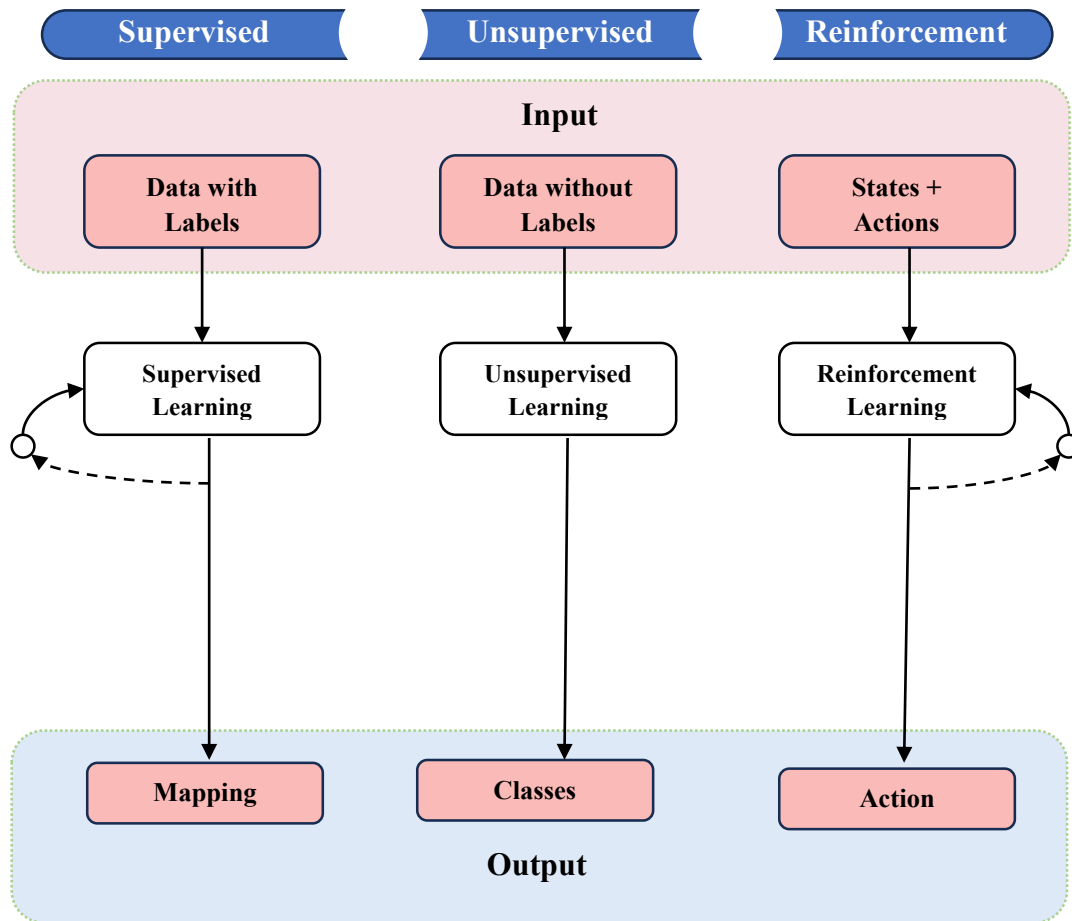 Supervised
Unsupervised
Reinforcement
Input
Data with
Labels
Data without
Labels
States +
Actions
Supervised
Learning
Unsupervised
Learning
Reinforcement
Learning
Mapping
Classes
Action
Output